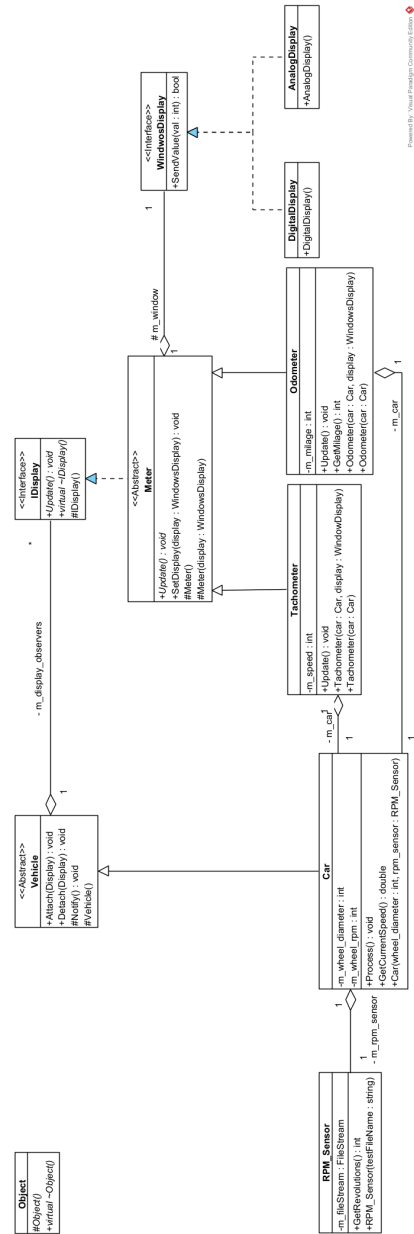 Object
#Object()
+virtual ~Object()
<<Abstract>>
Vehicle
+Attach(Display) : void
+Detach(Display) : void
#Notify() : void
#Vehicle()
1
- m_display_observers
*
<<Interface>>
IDisplay
+Update() : void
+virtual ~IDisplay()
#IDisplay()
<<Abstract>>
Meter
+Update() : void
+SetDisplay(display : WindowsDisplay) : void
#Meter()
#Meter(display : WindowsDisplay)
1
# m_window
1
<<Interface>>
WindwosDisplay
+SendValue(val : int) : bool
RPM_Sensor
-m_fileStream : FileStream
+GetRevolutions() : int
+RPM_Sensor(testFileName : string)
1
- m_rpm_sensor
1
Car
-m_wheel_diameter : int
-m_wheel_rpm : int
+Process() : void
+GetCurrentSpeed() : double
+Car(wheel_diameter : int, rpm_sensor : RPM_Sensor)
1
- m_car
1
Tachometer
-m_speed : int
+Update() : void
+Tachometer(car : Car, display : WindowDisplay)
+Tachometer(car : Car)
Odometer
-m_milage : int
+Update() : void
+GetMilage() : int
+Odometer(car : Car, display : WindowsDisplay)
+Odometer(car : Car)
1
- m_car
1
DigitalDisplay
+DigitalDisplay()
AnalogDisplay
+AnalogDisplay()
Powered By: Visual Paradigm Community Edition